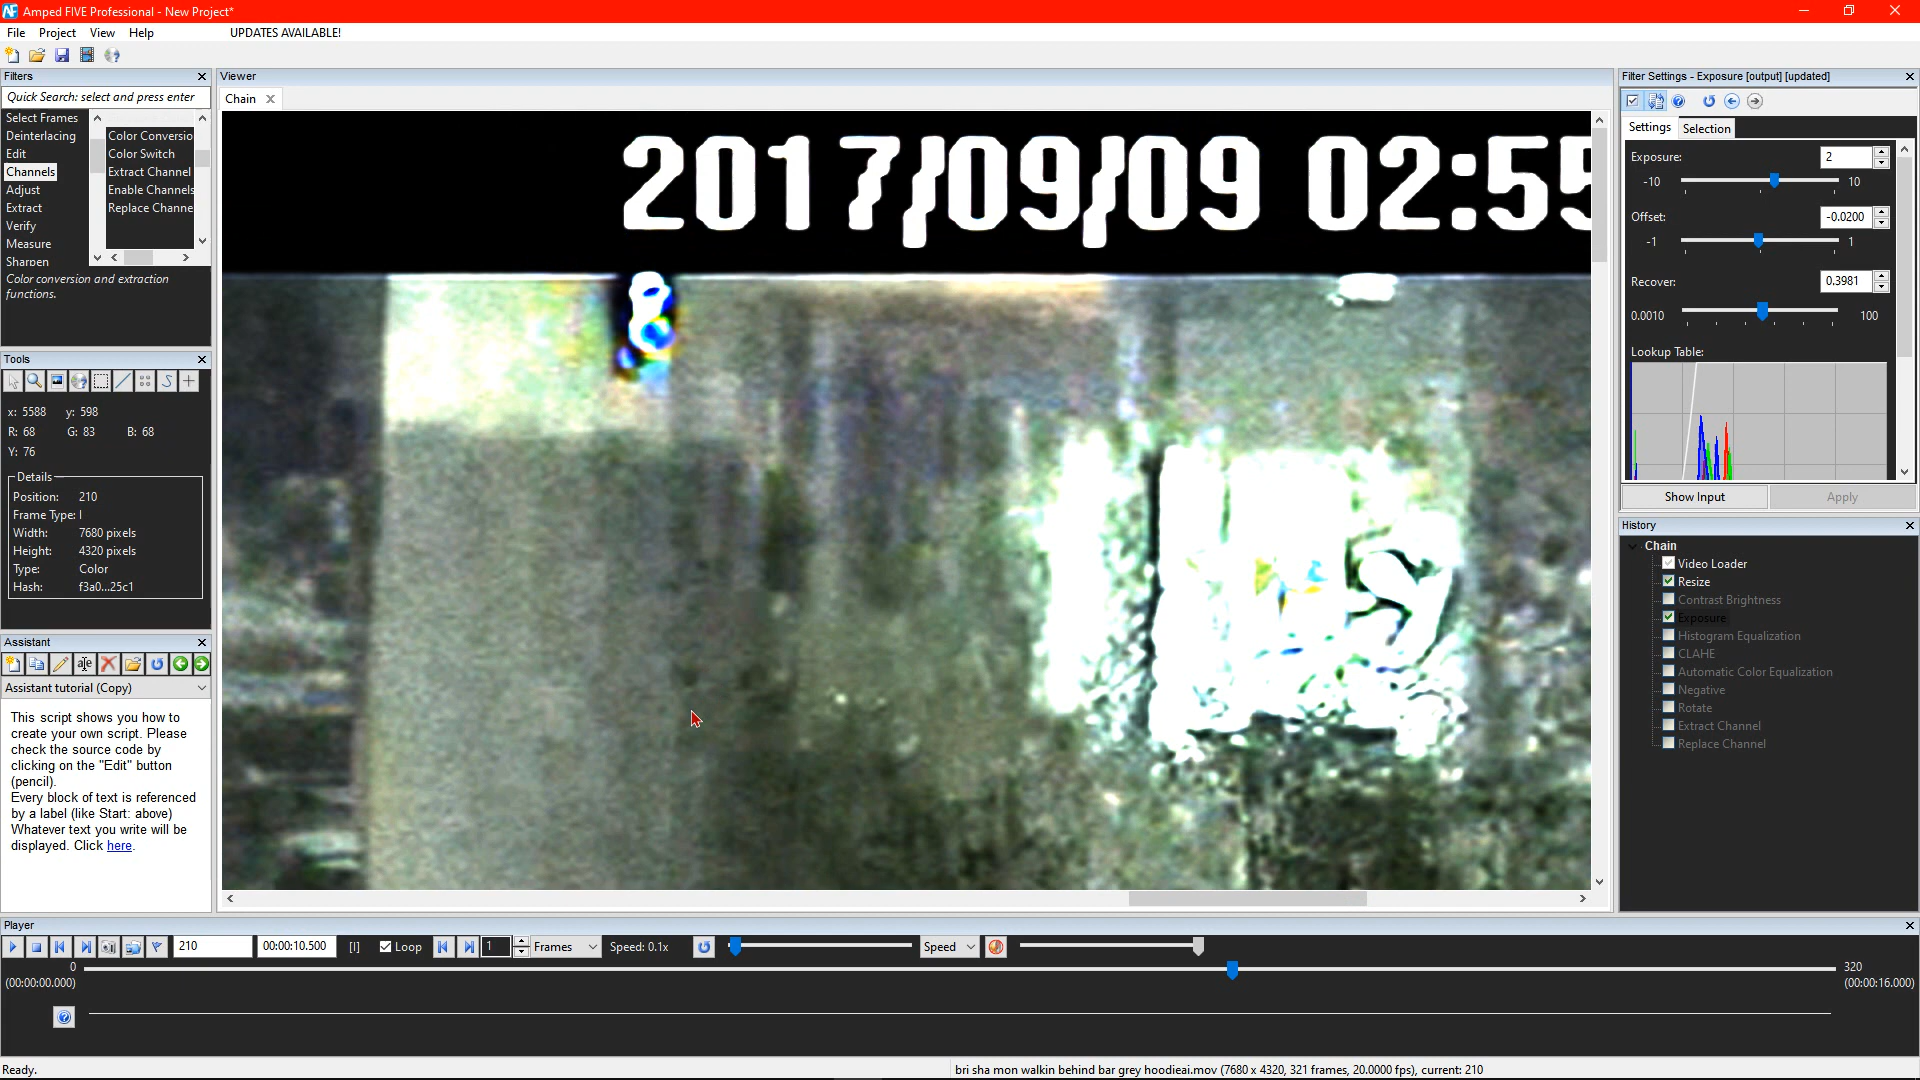 Amped FIVE Professional - New Project*
File Project View Help UPDATES AVAILABLE!
Filters
Quick Search: select and press enter
Select Frames
Deinterlacing
Edit
Channels
Adjust
Extract
Verify
Measure
Sharpen
Color Conversio
Color Switch
Extract Channel
Enable Channels
Replace Channe
Color conversion and extraction
functions.
Tools
x: 5588 y: 598
R: 68 G: 83 B: 68
Y: 76
Details
Position: 210
Frame Type: I
Width: 7680 pixels
Height: 4320 pixels
Type: Color
Hash: f3a0...25c1
Assistant
Assistant tutorial (Copy)
This script shows you how to
create your own script. Please
check the source code by
clicking on the "Edit" button
(pencil).
Every block of text is referenced
by a label (like Start: above)
Whatever text you write will be
displayed. Click here.
Viewer
Chain
2017/09/09 02:55
Filter Settings - Exposure [output] [updated]
Settings Selection
Exposure: 2
-10 10
Offset: -0.0200
-1 1
Recover: 0.3981
0.0010 100
Lookup Table:
Show Input Apply
History
Chain
Video Loader
Resize
Contrast Brightness
Exposure
Histogram Equalization
CLAHE
Automatic Color Equalization
Negative
Rotate
Extract Channel
Replace Channel
Player
210 00:00:10.500 [I] Loop 1 Frames Speed: 0.1x Speed
0 320
(00:00:00.000) (00:00:16.000)
Ready. bri sha mon walkin behind bar grey hoodieai.mov (7680 x 4320, 321 frames, 20.0000 fps), current: 210